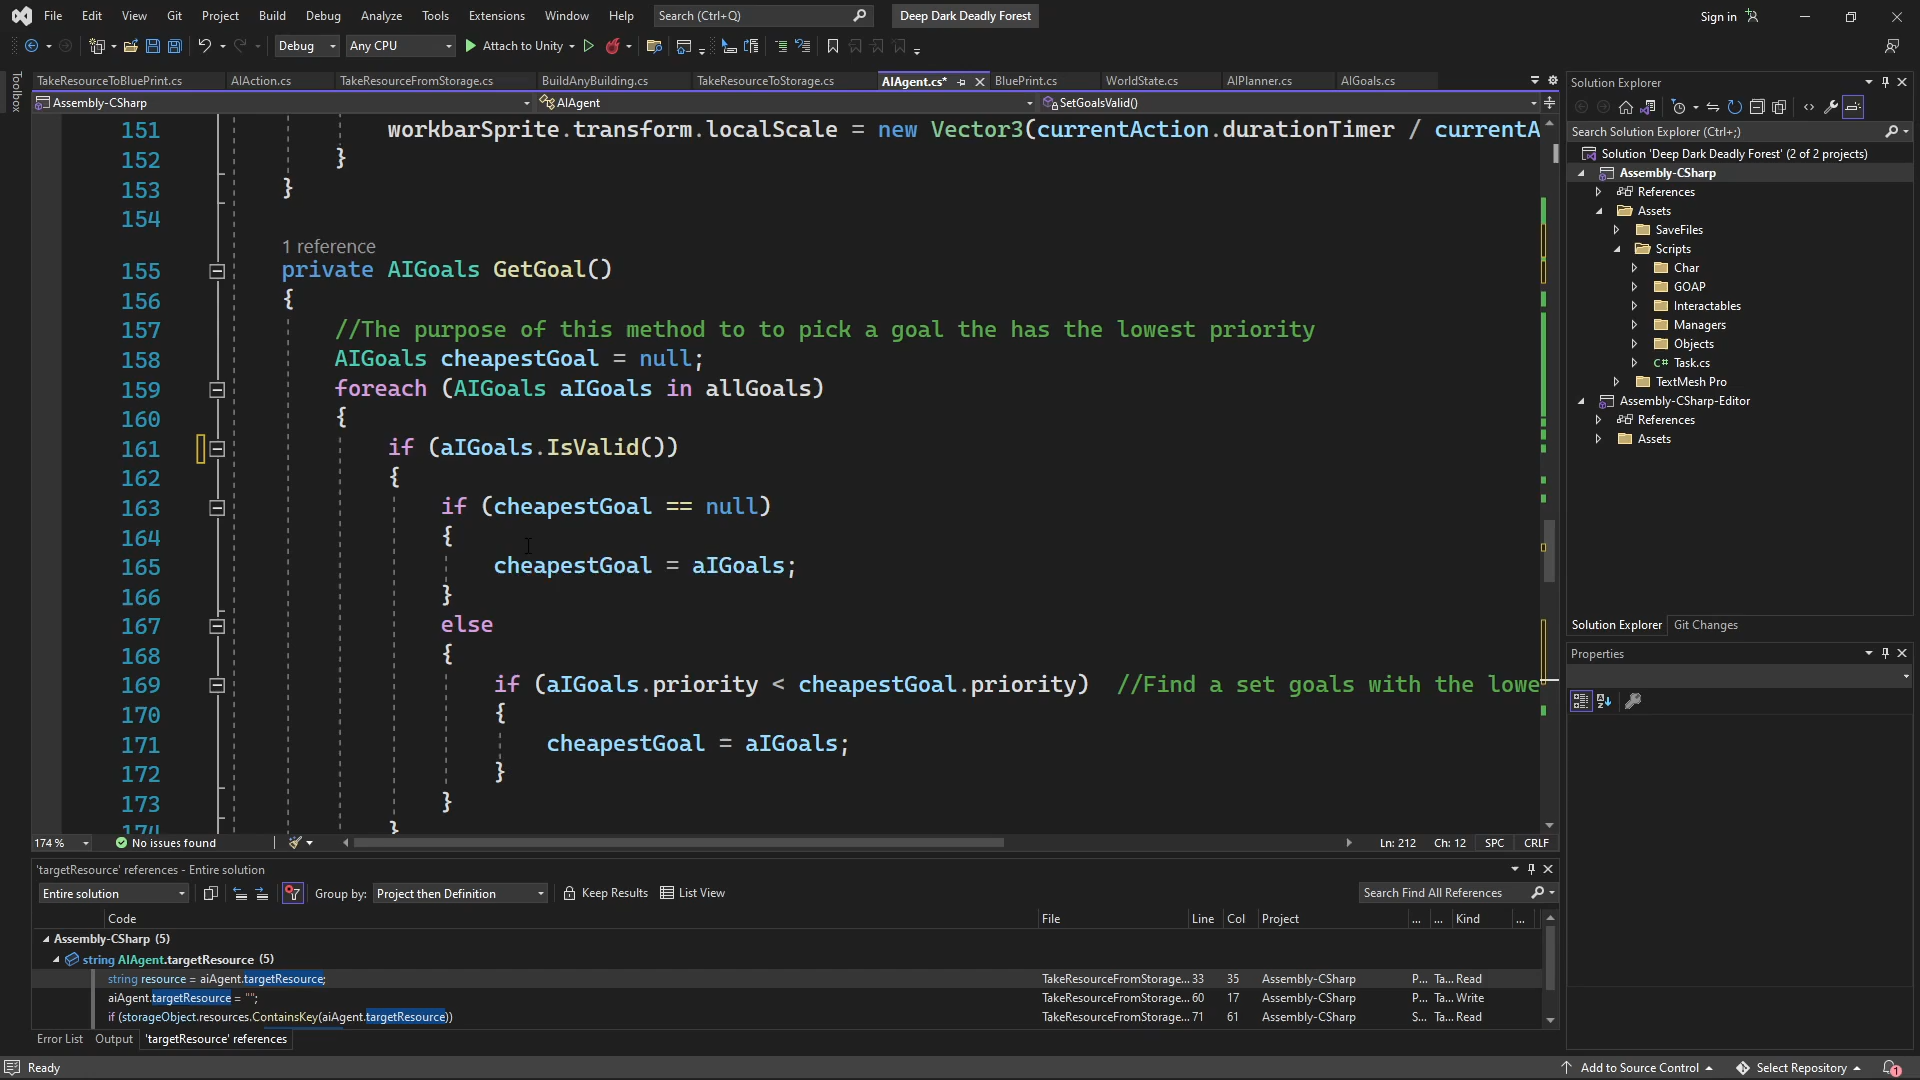 File Edit View Git Project Build Debug Analyze Tools Extensions Window Help Search (Ctrl+Q) Deep Dark Deadly Forest Sign in
Debug Any CPU Attach to Unity
Toolbox
TakeResourceToBluePrint.cs AIAction.cs TakeResourceFromStorage.cs BuildAnyBuilding.cs TakeResourceToStorage.cs AIAgent.cs* BluePrint.cs WorldState.cs AIPlanner.cs AIGoals.cs
Assembly-CSharp AIAgent SetGoalsValid()
151 workbarSprite.transform.localScale = new Vector3(currentAction.durationTimer / currentA
152 }
153 }
154
1 reference
155 private AIGoals GetGoal()
156 {
157 //The purpose of this method to to pick a goal the has the lowest priority
158 AIGoals cheapestGoal = null;
159 foreach (AIGoals aIGoals in allGoals)
160 {
161 if (aIGoals.IsValid())
162 {
163 if (cheapestGoal == null)
164 {
165 cheapestGoal = aIGoals;
166 }
167 else
168 {
169 if (aIGoals.priority < cheapestGoal.priority) //Find a set goals with the lowe
170 {
171 cheapestGoal = aIGoals;
172 }
173 }
174 }
174 % No issues found Ln: 212 Ch: 12 SPC CRLF
'targetResource' references - Entire solution
Entire solution Group by: Project then Definition Keep Results List View Search Find All References
Code File Line Col Project ... ... Kind ...
Assembly-CSharp (5)
string AIAgent.targetResource (5)
string resource = aiAgent.targetResource; TakeResourceFromStorage... 33 35 Assembly-CSharp P... Ta... Read
aiAgent.targetResource = ""; TakeResourceFromStorage... 60 17 Assembly-CSharp P... Ta... Write
if (storageObject.resources.ContainsKey(aiAgent.targetResource)) TakeResourceFromStorage... 71 61 Assembly-CSharp S... Ta... Read
Error List Output 'targetResource' references
Solution Explorer
Search Solution Explorer (Ctrl+;)
Solution 'Deep Dark Deadly Forest' (2 of 2 projects)
Assembly-CSharp
References
Assets
SaveFiles
Scripts
Char
GOAP
Interactables
Managers
Objects
C# Task.cs
TextMesh Pro
Assembly-CSharp-Editor
References
Assets
Solution Explorer Git Changes
Properties
Ready Add to Source Control Select Repository 1